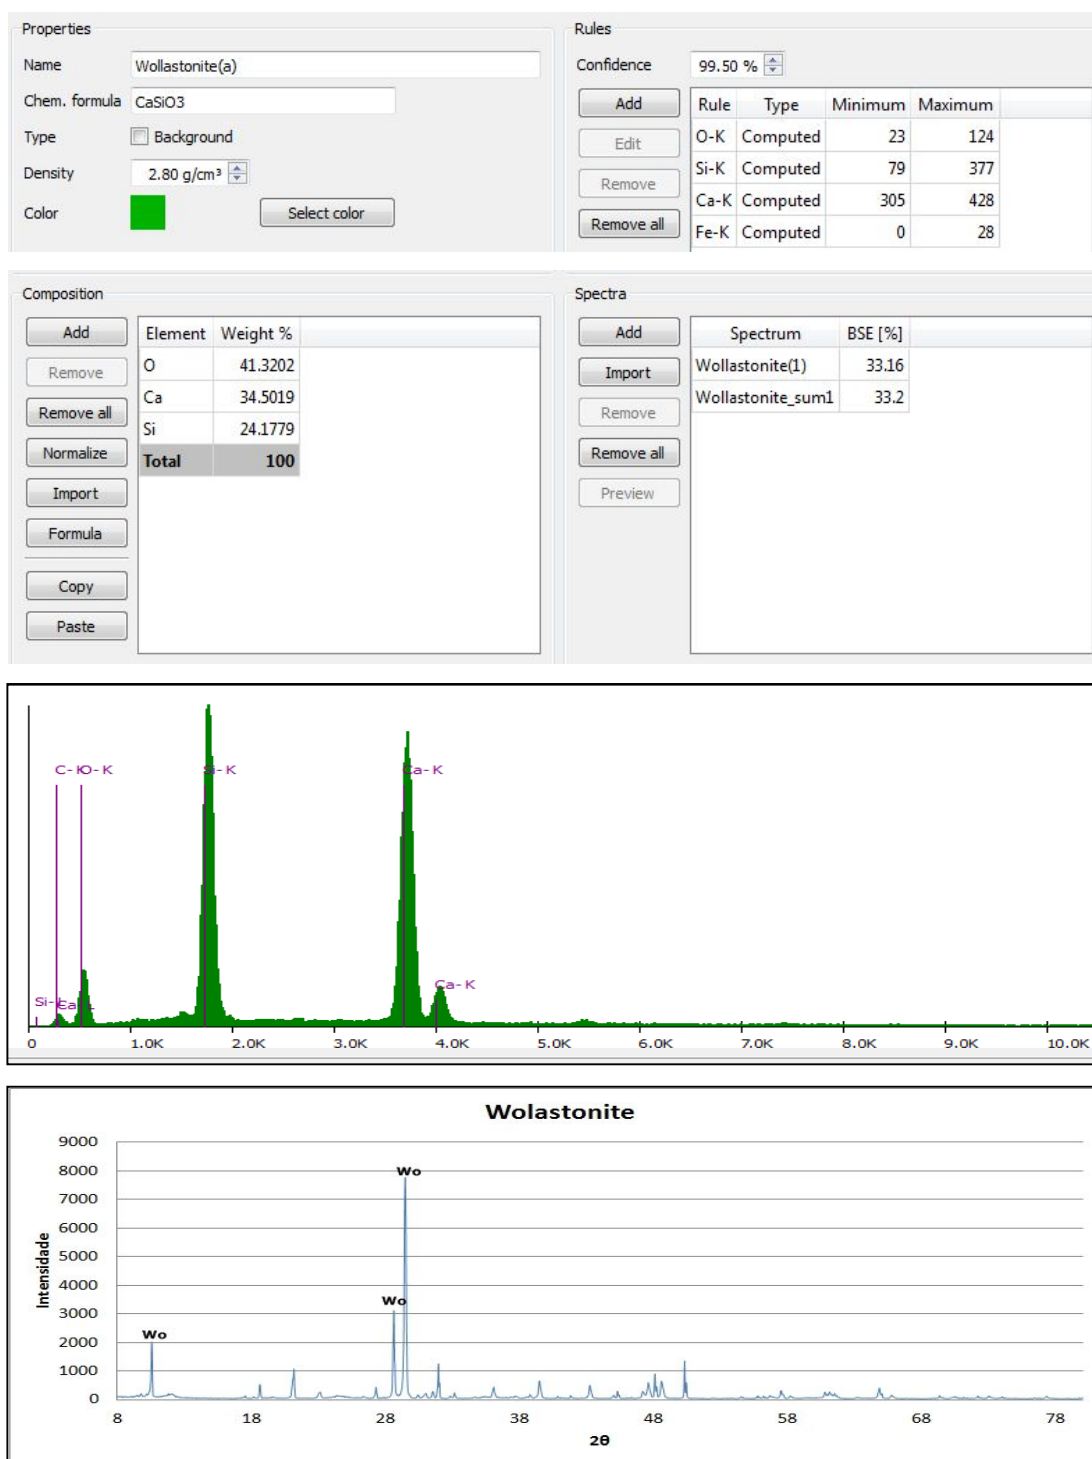 Properties
Name Wollastonite(a)
Chem. formula CaSiO3
Type Background
Density 2.80 g/cm³
Color Select color
Rules
Confidence 99.50 %
Add
Edit
Remove
Remove all
Rule Type Minimum Maximum
O-K Computed 23 124
Si-K Computed 79 377
Ca-K Computed 305 428
Fe-K Computed 0 28
Composition
Add
Remove
Remove all
Normalize
Import
Formula
Copy
Paste
Element Weight %
O 41.3202
Ca 34.5019
Si 24.1779
Total 100
Spectra
Add
Import
Remove
Remove all
Preview
Spectrum BSE [%]
Wollastonite(1) 33.16
Wollastonite_sum1 33.2
C-K O-K Si-K Ca-K
Ca-K
Si-L Ca-L
0 1.0K 2.0K 3.0K 4.0K 5.0K 6.0K 7.0K 8.0K 9.0K 10.0K
Wolastonite
9000
8000
7000
6000
5000
4000
3000
2000
1000
0
Intensidade
Wo
Wo
Wo
8 18 28 38 48 58 68 78
2θ